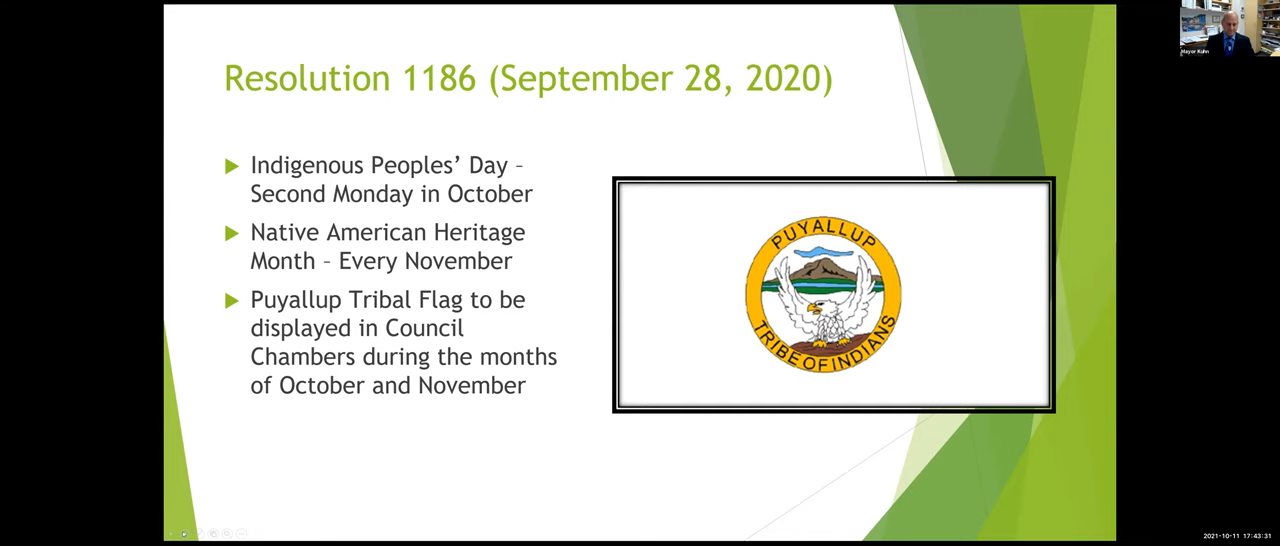 Resolution 1186 (September 28, 2020)
Indigenous Peoples' Day –
Second Monday in October
Native American Heritage
Month – Every November
Puyallup Tribal Flag to be
displayed in Council
Chambers during the months
of October and November
PUYALLUP
TRIBE OF INDIANS
Mayor Kuhn
2021-10-11 17:43:31